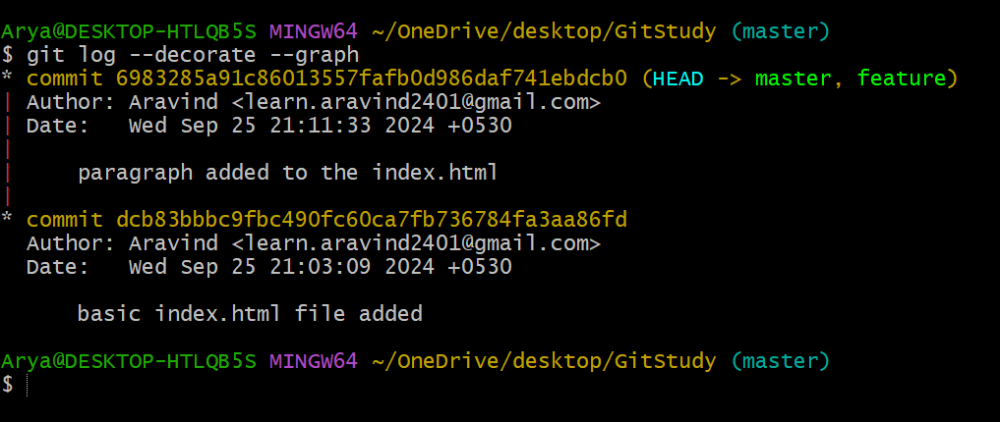 Arya@DESKTOP-HTLQB5S MINGW64 ~/OneDrive/desktop/GitStudy (master)
$ git log --decorate --graph
* commit 6983285a91c86013557fafb0d986daf741ebdcb0 (HEAD -> master, feature)
| Author: Aravind <learn.aravind2401@gmail.com>
| Date:   Wed Sep 25 21:11:33 2024 +0530
|
|     paragraph added to the index.html
|
* commit dcb83bbbc9fbc490fc60ca7fb736784fa3aa86fd
  Author: Aravind <learn.aravind2401@gmail.com>
  Date:   Wed Sep 25 21:03:09 2024 +0530
      basic index.html file added
Arya@DESKTOP-HTLQB5S MINGW64 ~/OneDrive/desktop/GitStudy (master)
$